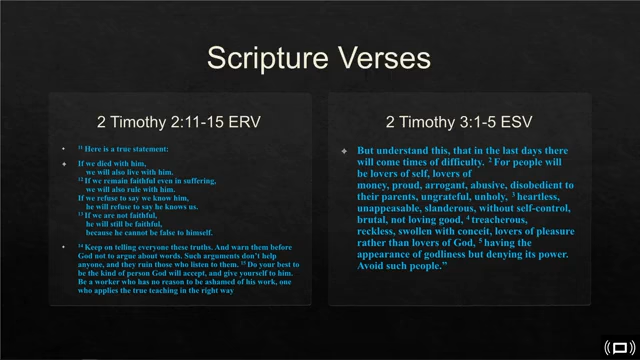 Scripture Verses
2 Timothy 2:11-15 ERV
¹¹ Here is a true statement:
If we died with him,
we will also live with him.
¹² If we remain faithful even in suffering,
we will also rule with him.
If we refuse to say we know him,
he will refuse to say he knows us.
¹³ If we are not faithful,
he will still be faithful,
because he cannot be false to himself.
¹⁴ Keep on telling everyone these truths. And warn them before
God not to argue about words. Such arguments don't help
anyone, and they ruin those who listen to them. ¹⁵ Do your best to
be the kind of person God will accept, and give yourself to him.
Be a worker who has no reason to be ashamed of his work, one
who applies the true teaching in the right way
2 Timothy 3:1-5 ESV
But understand this, that in the last days there
will come times of difficulty. ² For people will
be lovers of self, lovers of
money, proud, arrogant, abusive, disobedient to
their parents, ungrateful, unholy, ³ heartless,
unappeasable, slanderous, without self-control,
brutal, not loving good, ⁴ treacherous,
reckless, swollen with conceit, lovers of pleasure
rather than lovers of God, ⁵ having the
appearance of godliness but denying its power.
Avoid such people."